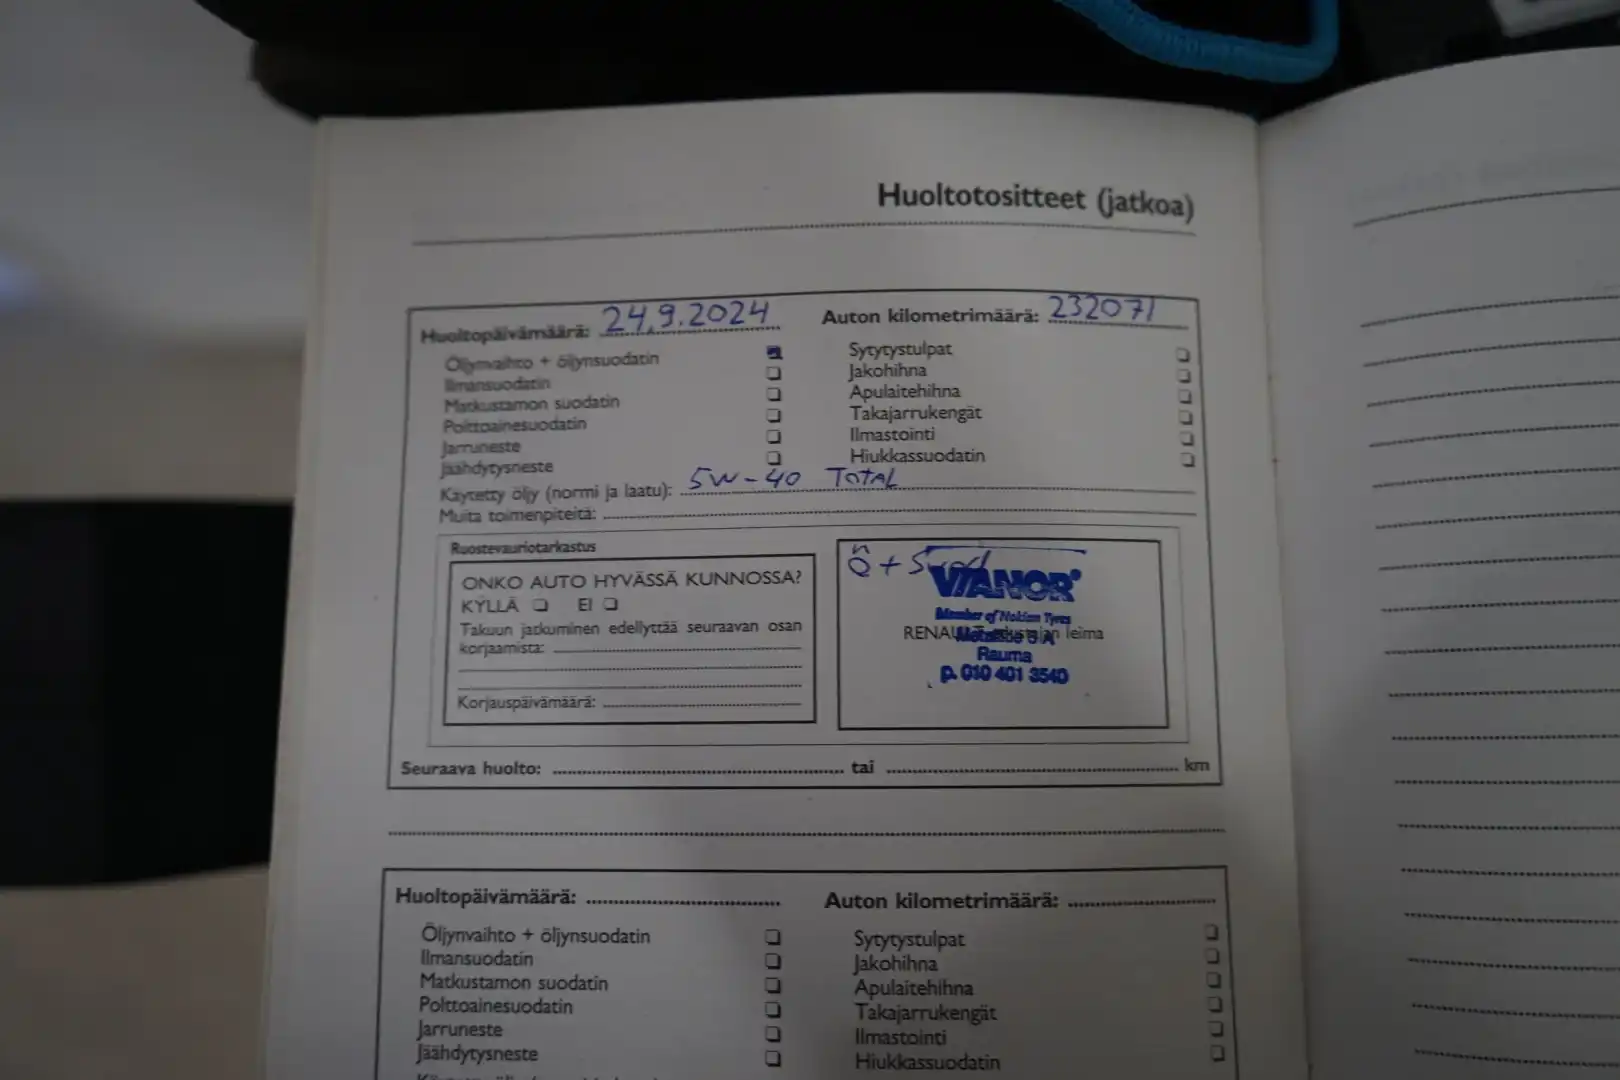 Huoltotositteet (jatkoa)
Huoltopäivämäärä: 24.9.2024 Auton kilometrimäärä: 232071
Öljynvaihto + öljynsuodatin Sytytystulpat
Ilmansuodatin Jakohihna
Matkustamon suodatin Apulaitehihna
Polttoainesuodatin Takajarrukengät
Jarruneste Ilmastointi
Jäähdytysneste Hiukkassuodatin
Käytetty öljy (normi ja laatu): 5W-40 TOTAL
Muita toimenpiteitä:
Ruostevauriotarkastus
ONKO AUTO HYVÄSSÄ KUNNOSSA?
KYLLÄ EI
Takuun jatkuminen edellyttää seuraavan osan
korjaamista:
Korjauspäivämäärä:
Ö + Suod
VIANOR
Member of Nokian Tyres
leima
Rauma
p. 010 401 3540
Seuraava huolto: tai km
Huoltopäivämäärä: Auton kilometrimäärä:
Öljynvaihto + öljynsuodatin Sytytystulpat
Ilmansuodatin Jakohihna
Matkustamon suodatin Apulaitehihna
Polttoainesuodatin Takajarrukengät
Jarruneste Ilmastointi
Jäähdytysneste Hiukkassuodatin